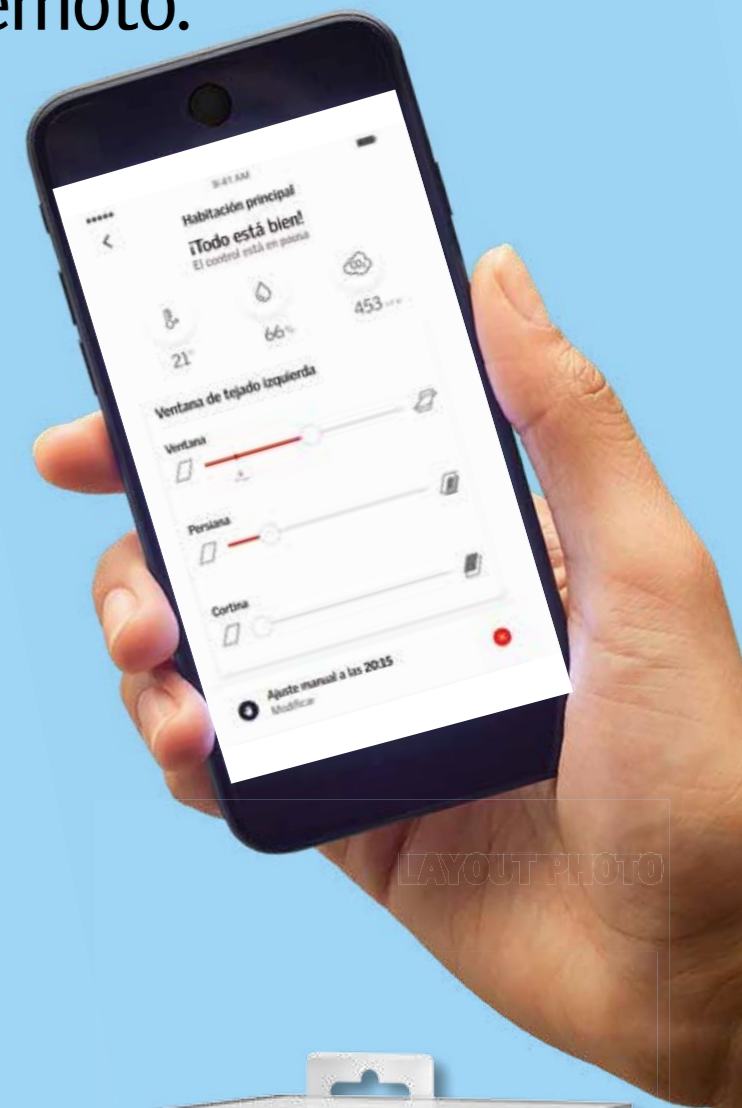 emoto.
9:41 AM
Habitación principal
¡Todo está bien!
El control está en pausa
CO₂
21°
66%
453
Ventana de tejado izquierda
Ventana
Persiana
Cortina
Ajuste manual a las 20:15
Modificar
LAYOUT PHOTO